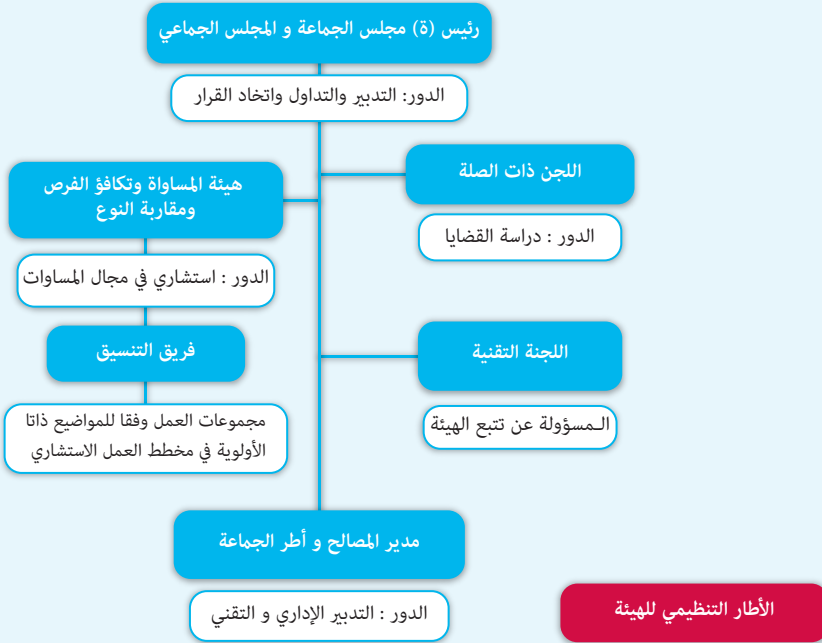 رئيس (ة) مجلس الجماعة و المجلس الجماعي
الدور: التدبير والتداول واتخاد القرار
اللجن ذات الصلة
الدور : دراسة القضايا
هيئة المساواة وتكافؤ الفرص
ومقاربة النوع
الدور : استشاري في مجال المساوات
فريق التنسيق
مجموعات العمل وفقا للمواضيع ذاتا
الأولوية في مخطط العمل الاستشاري
اللجنة التقنية
الـمسؤولة عن تتبع الهيئة
مدير المصالح و أطر الجماعة
الدور : التدبير الإداري و التقني
الأطار التنظيمي للهيئة